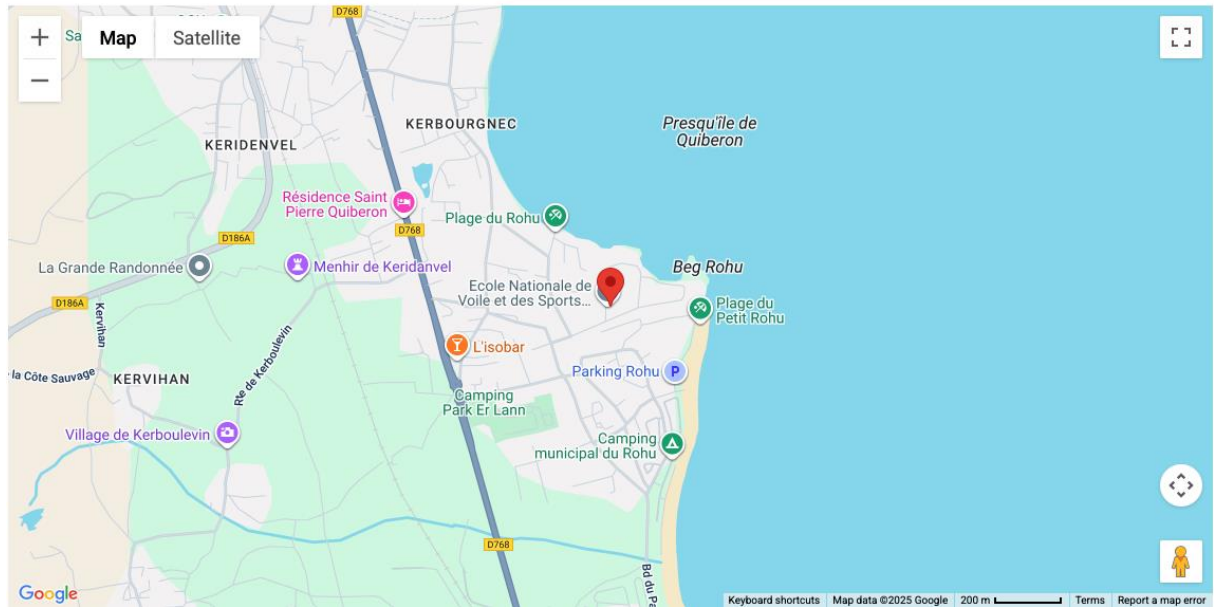 D768
Sa
Map
Satellite
KERBOURGNEC
Presqu'île de
Quiberon
KERIDENVEL
Résidence Saint
Pierre Quiberon
Plage du Rohu
D768
D186A
La Grande Randonnée
Menhir de Keridanvel
Beg Rohu
Ecole Nationale de
Voile et des Sports...
D186A
Kervihan
Plage du
Petit Rohu
L'isobar
Rte de Kerboulevin
la Côte Sauvage
KERVIHAN
Parking Rohu
P
Camping
Park Er Lann
Village de Kerboulevin
Camping
municipal du Rohu
D768
Bd du Pa
Google
Keyboard shortcuts
Map data ©2025 Google
200 m
Terms
Report a map error